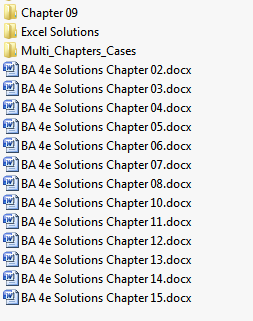 Chapter 09
Excel Solutions
Multi_Chapters_Cases
BA 4e Solutions Chapter 02.docx
BA 4e Solutions Chapter 03.docx
BA 4e Solutions Chapter 04.docx
BA 4e Solutions Chapter 05.docx
BA 4e Solutions Chapter 06.docx
BA 4e Solutions Chapter 07.docx
BA 4e Solutions Chapter 08.docx
BA 4e Solutions Chapter 10.docx
BA 4e Solutions Chapter 11.docx
BA 4e Solutions Chapter 12.docx
BA 4e Solutions Chapter 13.docx
BA 4e Solutions Chapter 14.docx
BA 4e Solutions Chapter 15.docx